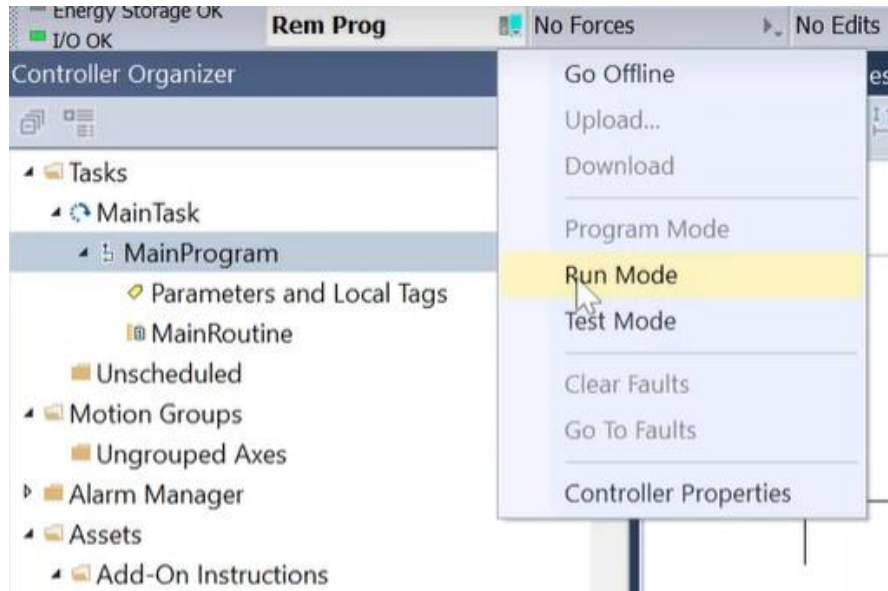 Energy Storage OK
I/O OK
Rem Prog
No Forces
No Edits
Controller Organizer
Tasks
MainTask
MainProgram
Parameters and Local Tags
MainRoutine
Unscheduled
Motion Groups
Ungrouped Axes
Alarm Manager
Assets
Add-On Instructions
Go Offline
Upload...
Download
Program Mode
Run Mode
Test Mode
Clear Faults
Go To Faults
Controller Properties